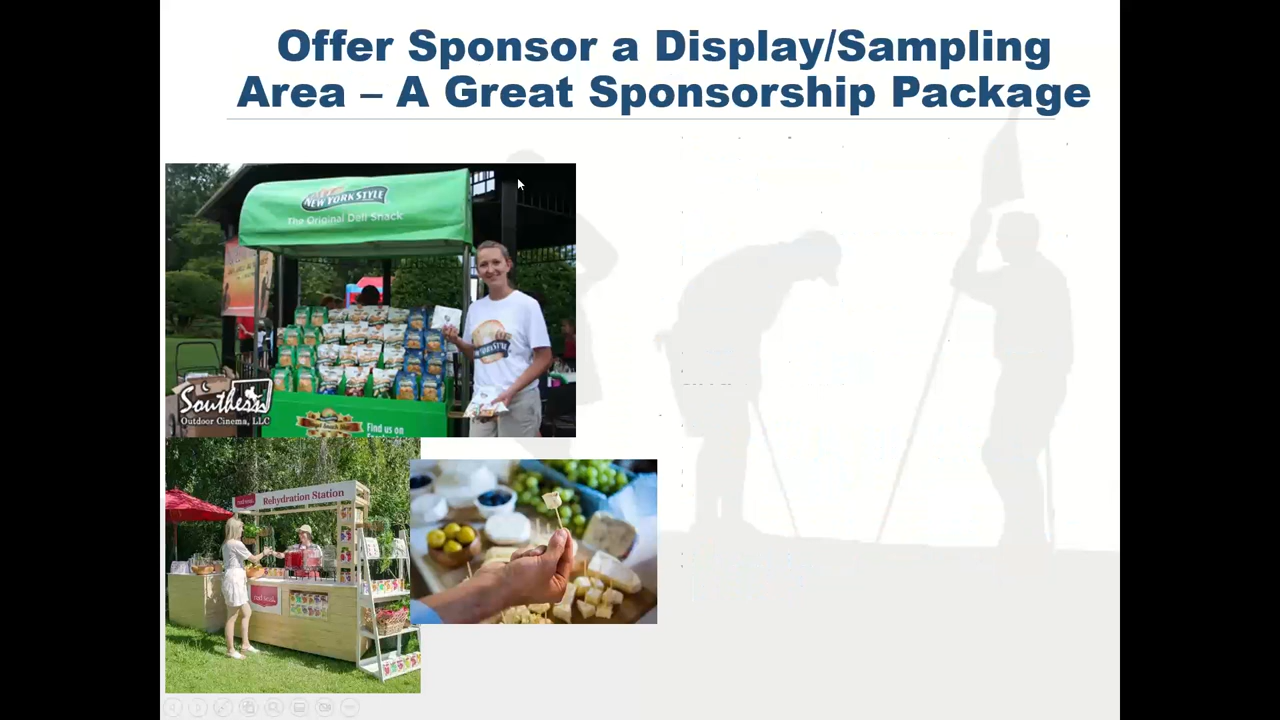 Offer Sponsor a Display/Sampling
Area – A Great Sponsorship Package
NEW YORK STYLE
The Original Deli Shack
Find us on
Southern
Outdoor Cinema, LLC
Rehydration Station